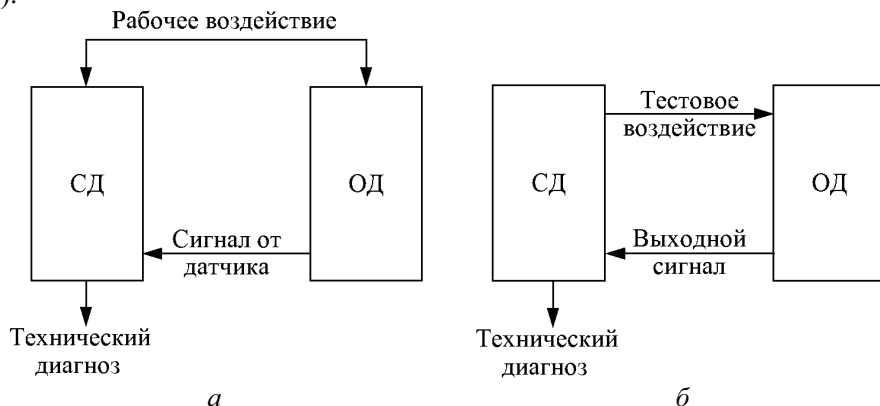 ).
Рабочее воздействие
СД
ОД
Сигнал от
датчика
Технический
диагноз
а
СД
ОД
Тестовое
воздействие
Выходной
сигнал
Технический
диагноз
б